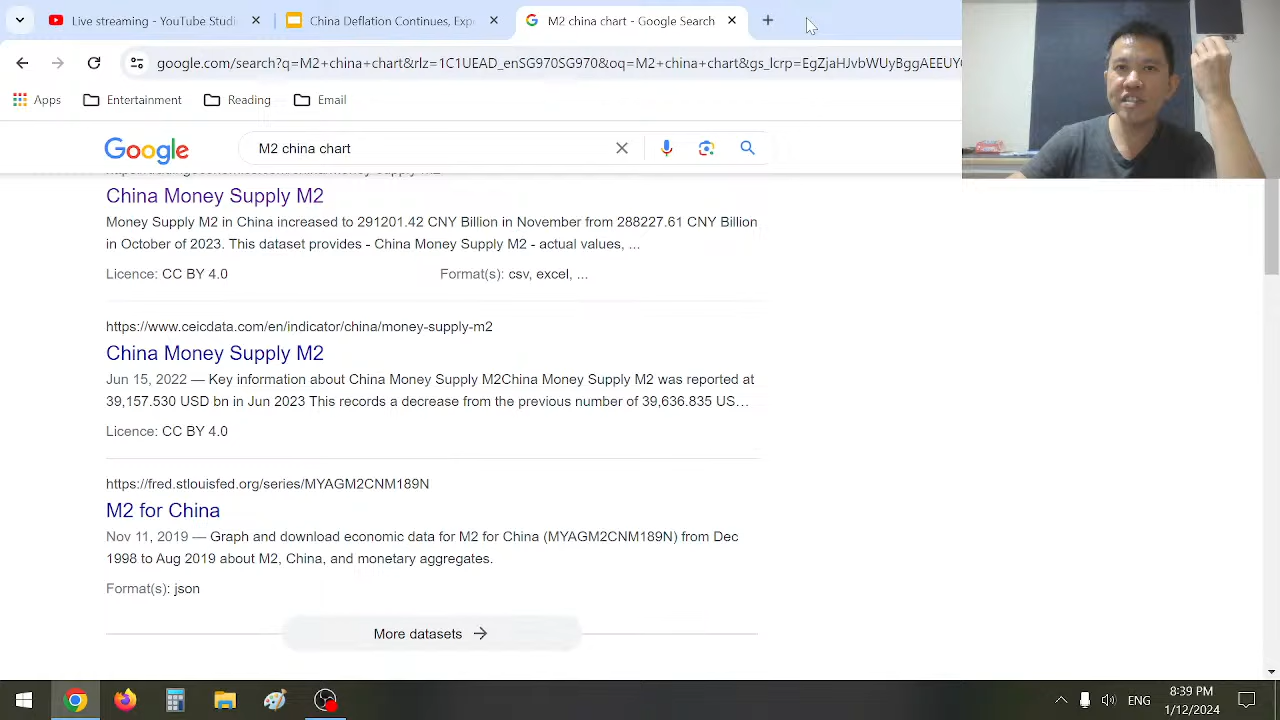 Live streaming - YouTube Studi
China Deflation Continues, Exp
M2 china chart - Google Search
google.com/search?q=M2+china+chart&rlz=1C1UEAD_enSG970SG970&oq=M2+china+chart&gs_lcrp=EgZjaHJvbWUyBggAEEUYO
Apps
Entertainment
Reading
Email
Google
M2 china chart
China Money Supply M2
Money Supply M2 in China increased to 291201.42 CNY Billion in November from 288227.61 CNY Billion
in October of 2023. This dataset provides - China Money Supply M2 - actual values, ...
Licence: CC BY 4.0
Format(s): csv, excel, ...
https://www.ceicdata.com/en/indicator/china/money-supply-m2
China Money Supply M2
Jun 15, 2022 — Key information about China Money Supply M2China Money Supply M2 was reported at
39,157.530 USD bn in Jun 2023 This records a decrease from the previous number of 39,636.835 US...
Licence: CC BY 4.0
https://fred.stlouisfed.org/series/MYAGM2CNM189N
M2 for China
Nov 11, 2019 — Graph and download economic data for M2 for China (MYAGM2CNM189N) from Dec
1998 to Aug 2019 about M2, China, and monetary aggregates.
Format(s): json
More datasets
ENG
8:39 PM
1/12/2024